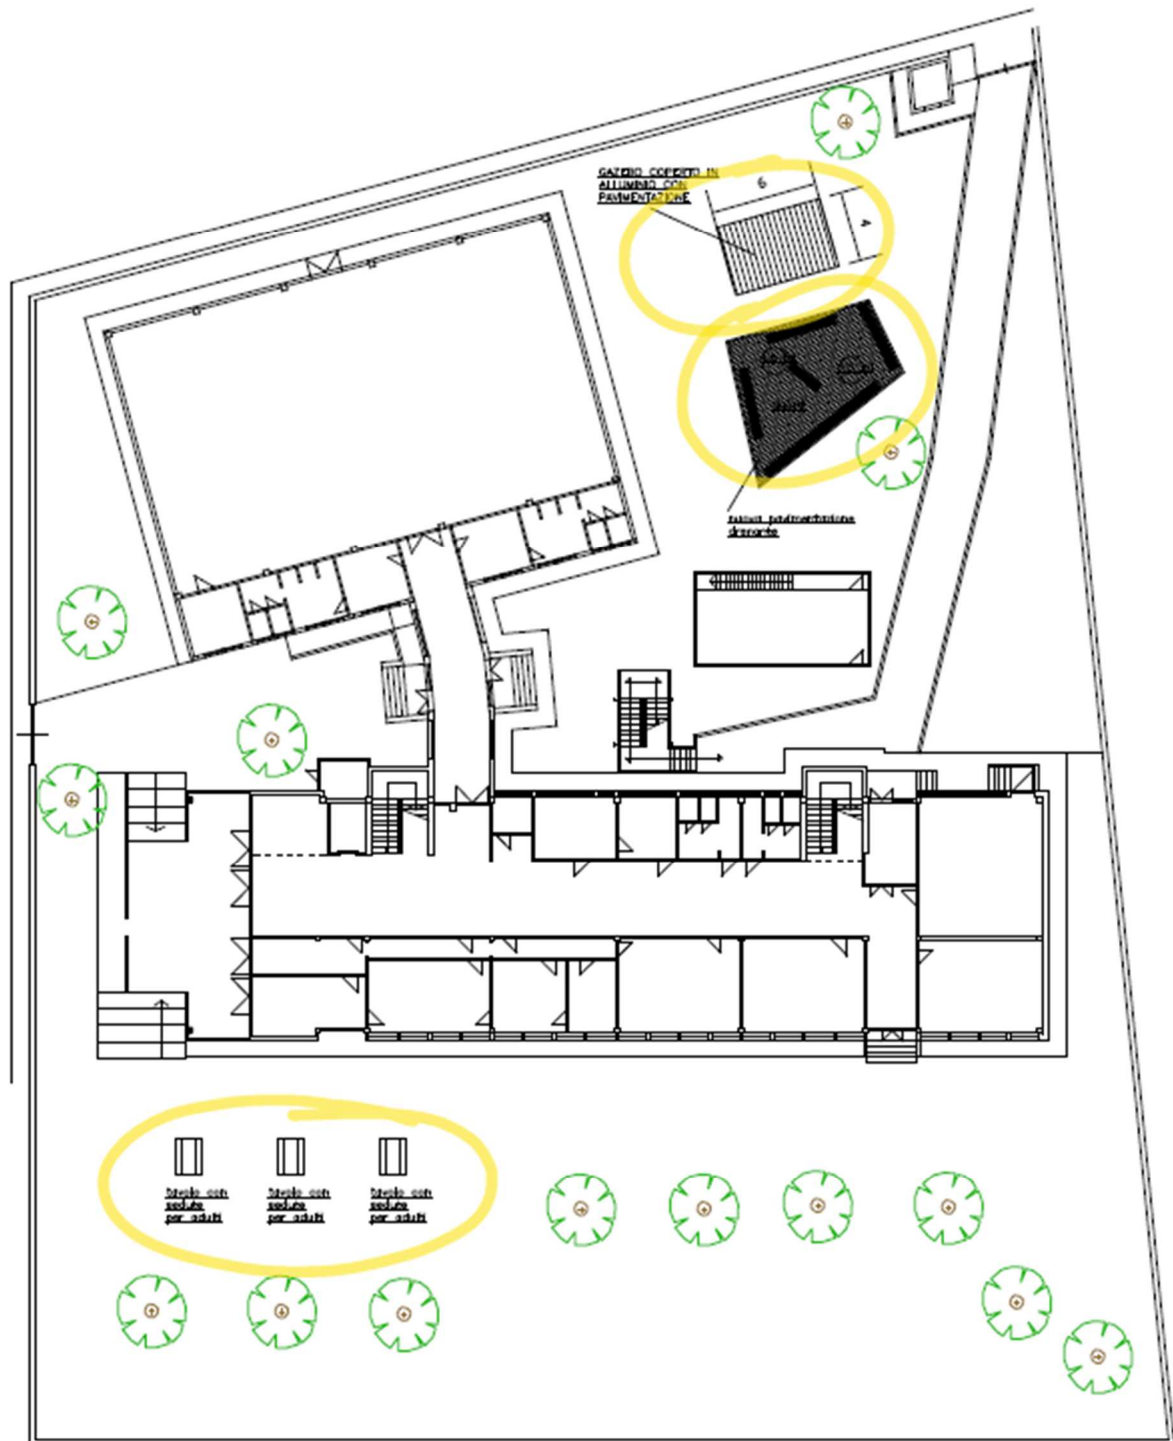 GAZEBO COPERTO IN
ALLUMINIO CON
PAVIMENTAZIONE
6
4
nuova pavimentazione
drenante
tavolo con
sedute
per adulti
tavolo con
sedute
per adulti
tavolo con
sedute
per adulti